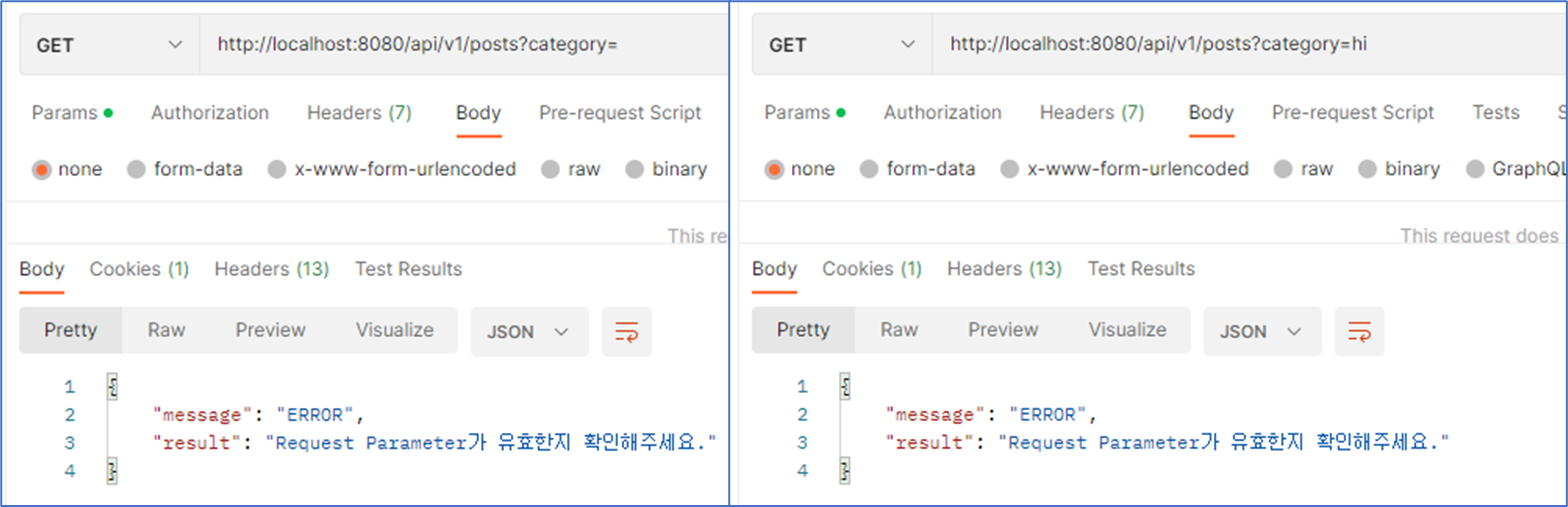 GET http://localhost:8080/api/v1/posts?category=
Params Authorization Headers (7) Body Pre-request Script
none form-data x-www-form-urlencoded raw binary
This re
Body Cookies (1) Headers (13) Test Results
Pretty Raw Preview Visualize JSON
1 {
2 "message": "ERROR",
3 "result": "Request Parameter가 유효한지 확인해주세요."
4 }
GET http://localhost:8080/api/v1/posts?category=hi
Params Authorization Headers (7) Body Pre-request Script Tests S
none form-data x-www-form-urlencoded raw binary GraphQL
This request does
Body Cookies (1) Headers (13) Test Results
Pretty Raw Preview Visualize JSON
1 {
2 "message": "ERROR",
3 "result": "Request Parameter가 유효한지 확인해주세요."
4 }